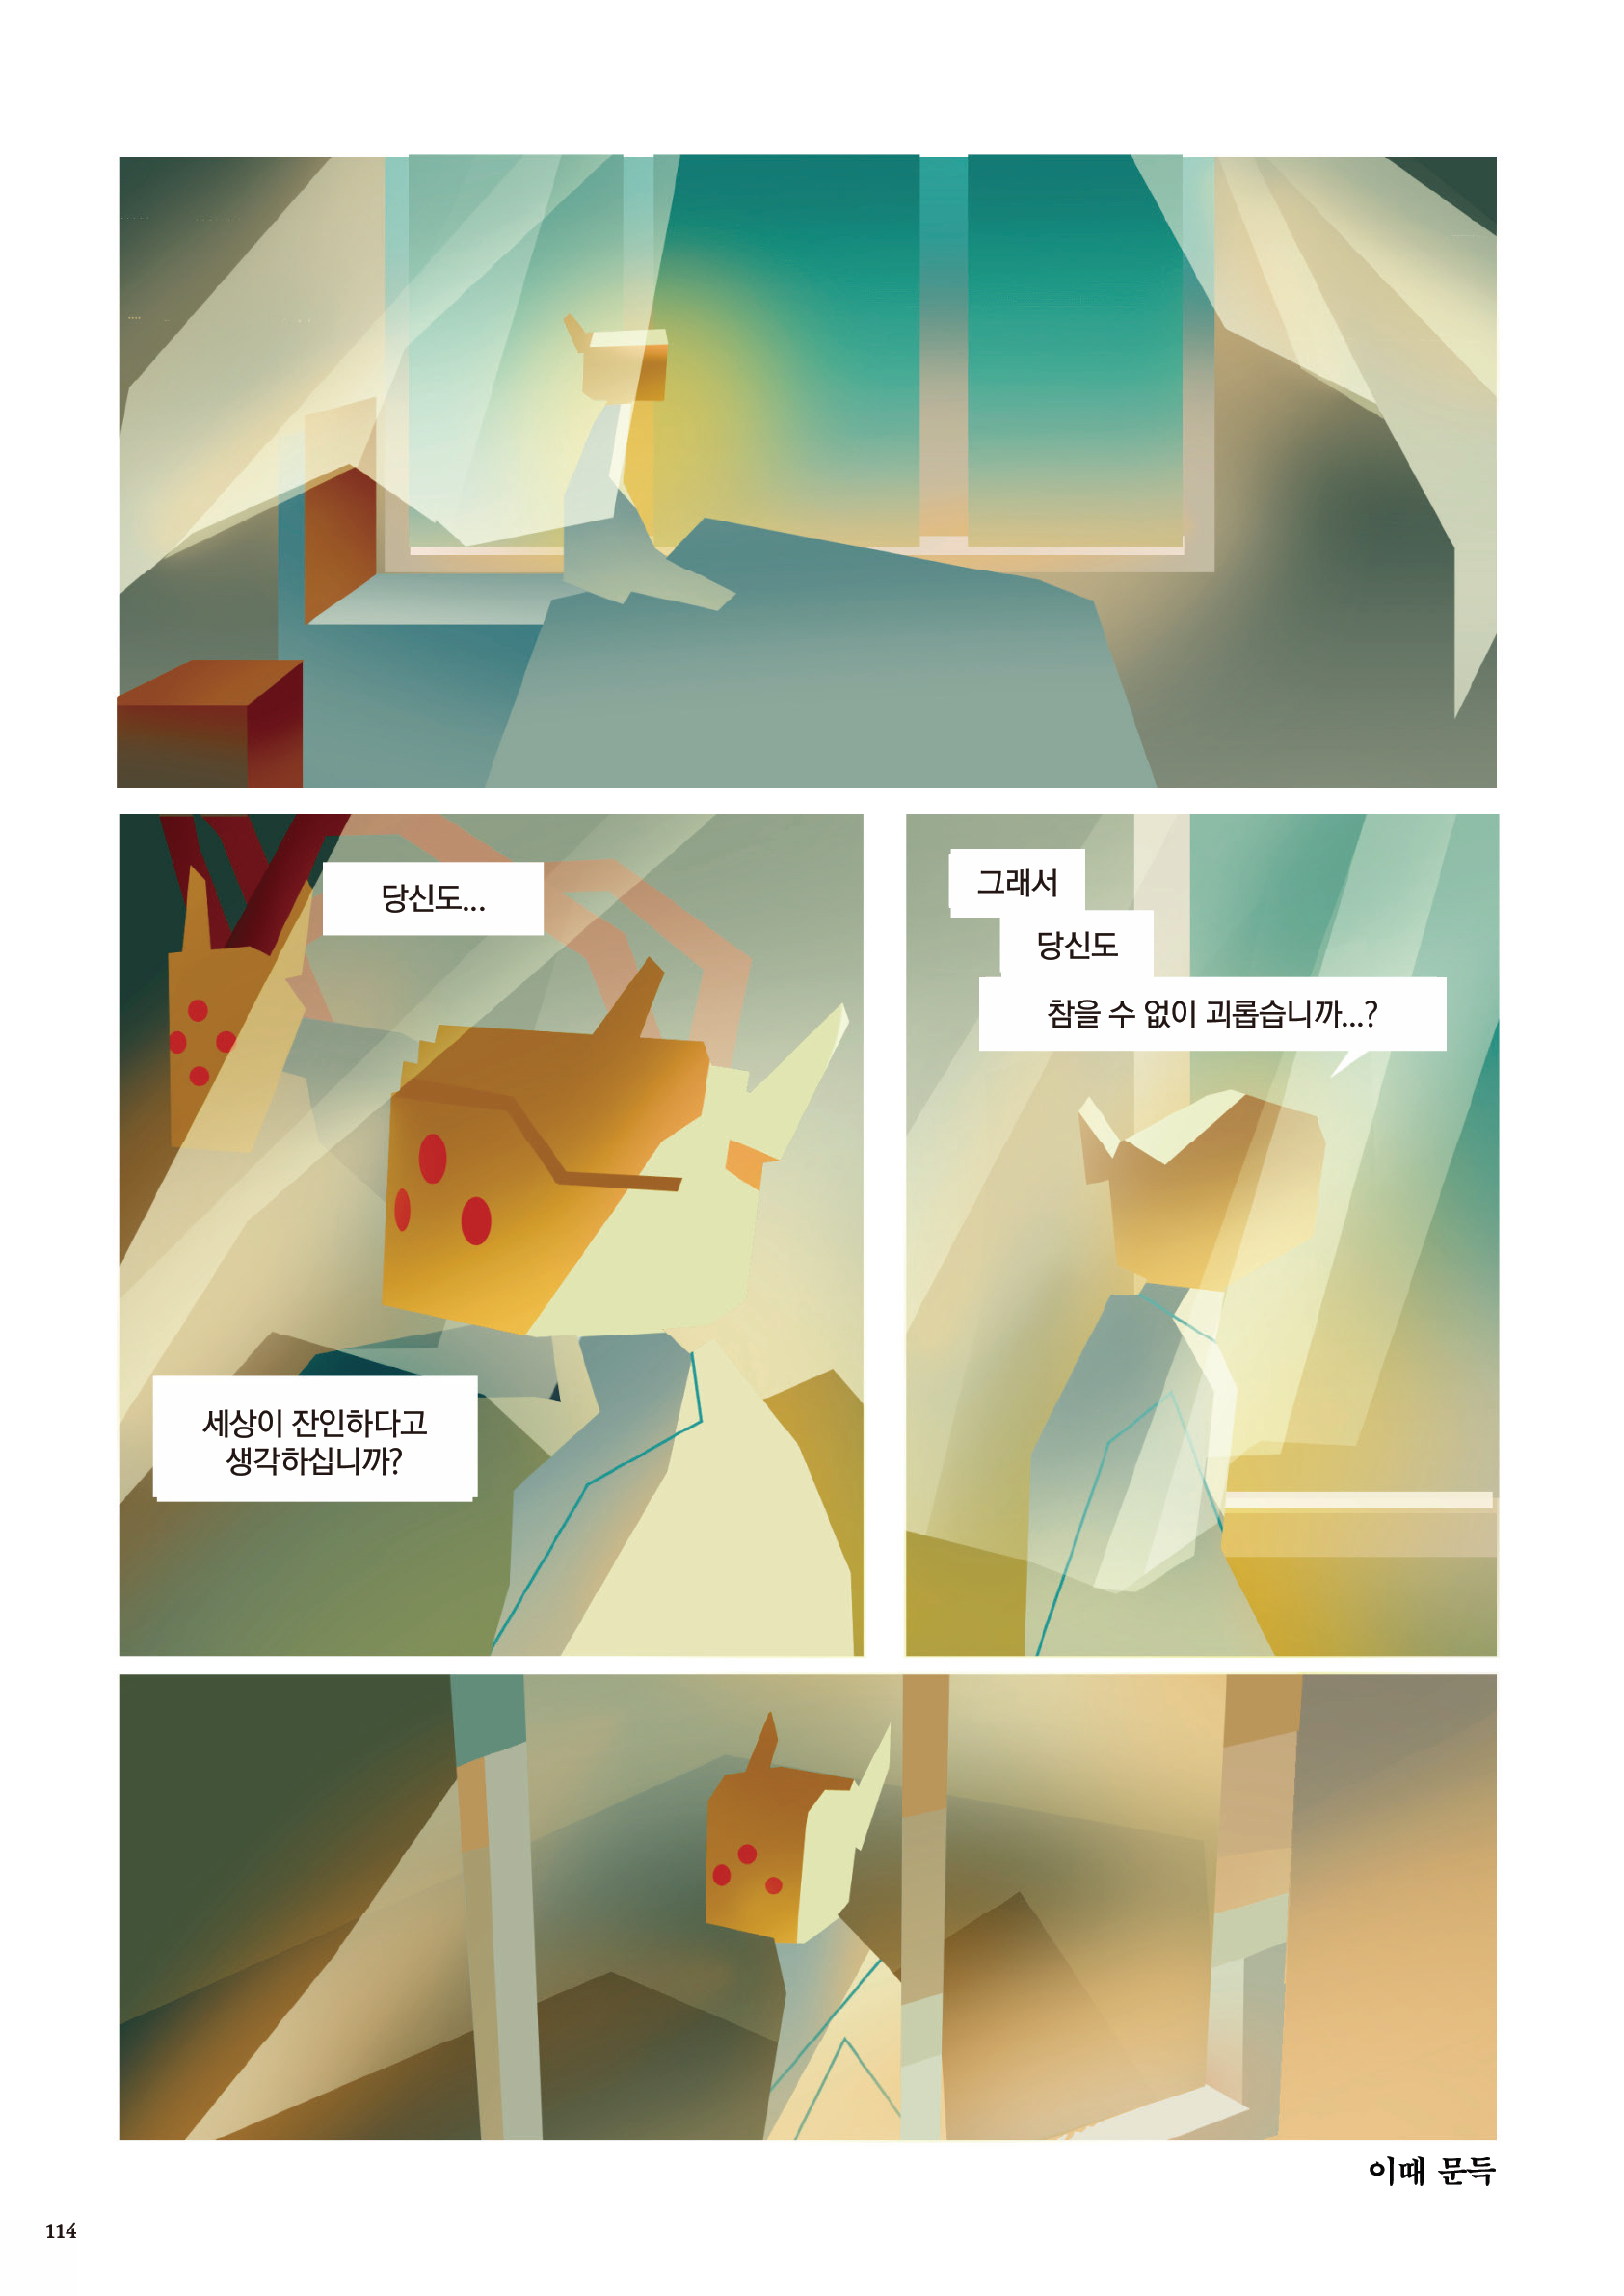 당신도...
세상이 잔인하다고
생각하십니까?
그래서
당신도
참을 수 없이 괴롭습니까...?
이때 문득
114